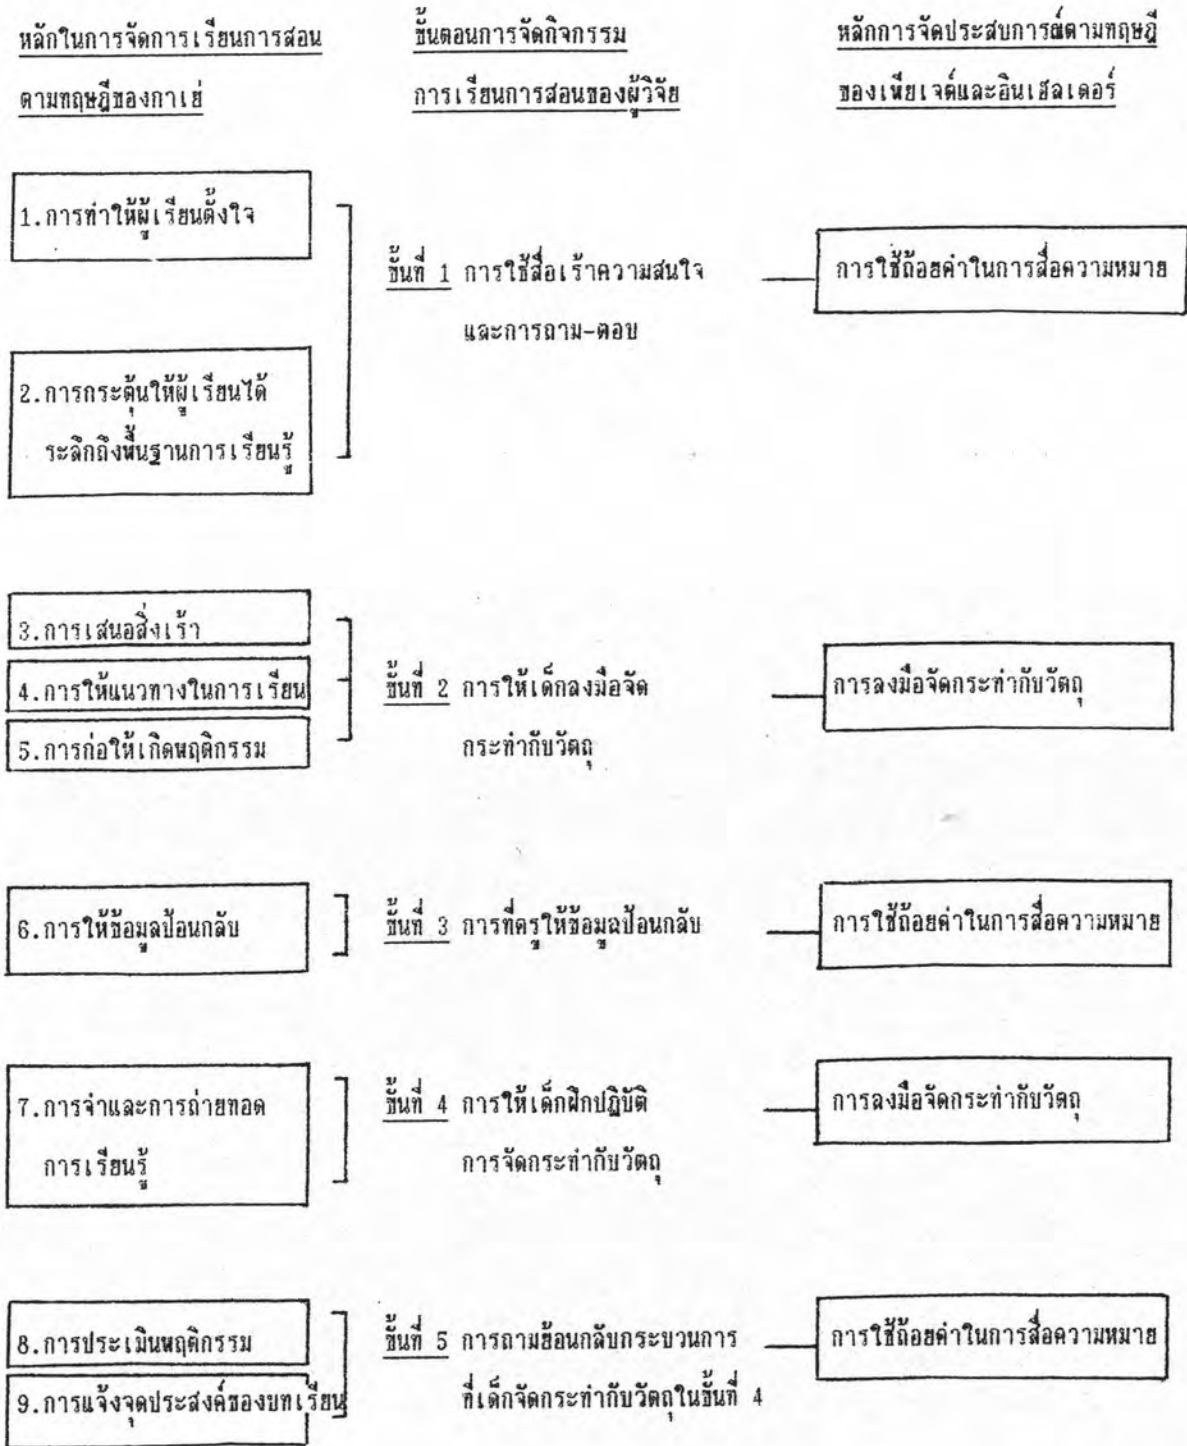 หลักในการจัดการเรียนการสอน
ตามทฤษฎีของกาเย่
ขั้นตอนการจัดกิจกรรม
การเรียนการสอนของผู้วิจัย
หลักการจัดประสบการณ์ตามทฤษฎี
ของเพียเจต์และอินเฮลเดอร์
1.การทำให้ผู้เรียนตั้งใจ
2.การกระตุ้นให้ผู้เรียนได้
ระลึกถึงพื้นฐานการเรียนรู้
ขั้นที่ 1 การใช้สื่อเร้าความสนใจ
และการถาม-ตอบ
การใช้ถ้อยคำในการสื่อความหมาย
3.การเสนอสิ่งเร้า
4.การให้แนวทางในการเรียน
5.การก่อให้เกิดพฤติกรรม
ขั้นที่ 2 การให้เด็กลงมือจัด
กระทำกับวัตถุ
การลงมือจัดกระทำกับวัตถุ
6.การให้ข้อมูลป้อนกลับ
ขั้นที่ 3 การที่ครูให้ข้อมูลป้อนกลับ
การใช้ถ้อยคำในการสื่อความหมาย
7.การจำและการถ่ายทอด
การเรียนรู้
ขั้นที่ 4 การให้เด็กฝึกปฏิบัติ
การจัดกระทำกับวัตถุ
การลงมือจัดกระทำกับวัตถุ
8.การประเมินพฤติกรรม
9.การแจ้งจุดประสงค์ของบทเรียน
ขั้นที่ 5 การถามย้อนกลับกระบวนการ
ที่เด็กจัดกระทำกับวัตถุในขั้นที่ 4
การใช้ถ้อยคำในการสื่อความหมาย